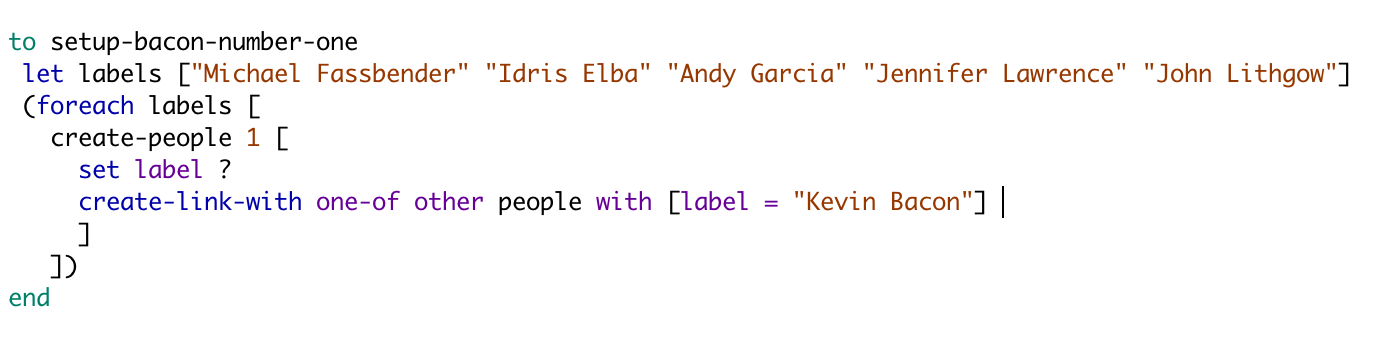 to setup-bacon-number-one
let labels ["Michael Fassbender" "Idris Elba" "Andy Garcia" "Jennifer Lawrence" "John Lithgow"]
(foreach labels [
create-people 1 [
set label ?
create-link-with one-of other people with [label = "Kevin Bacon"]
]
])
end